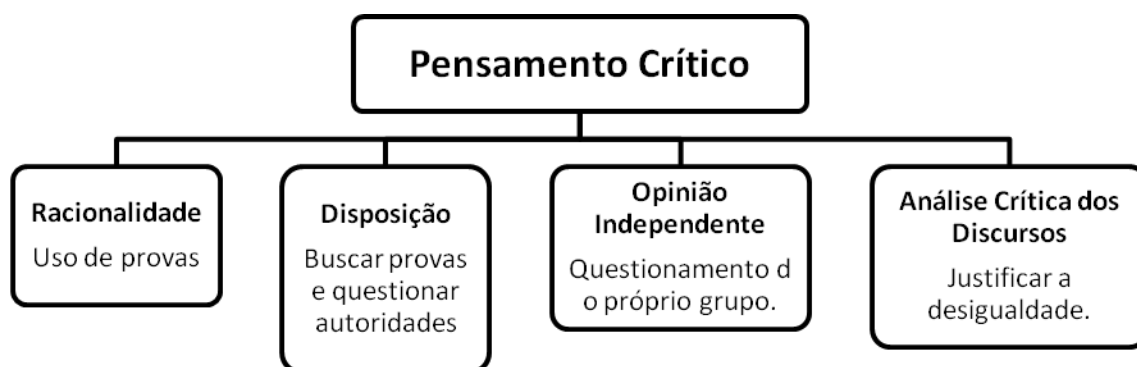 Pensamento Crítico
Racionalidade
Uso de provas
Disposição
Buscar provas
e questionar
autoridades
Opinião
Independente
Questionamento d
o próprio grupo.
Análise Crítica dos
Discursos
Justificar a
desigualdade.